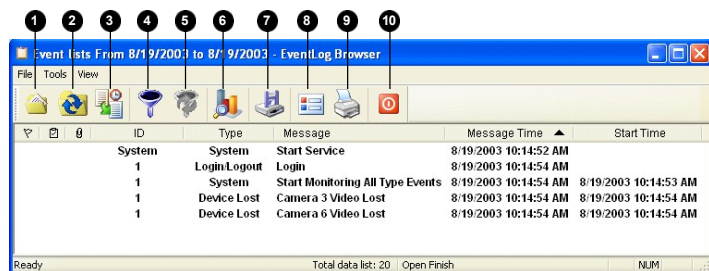 1 2 3 4 5 6 7 8 9 10
Event lists From 8/19/2003 to 8/19/2003 - EventLog Browser
File Tools View
ID Type Message Message Time Start Time
System System Start Service 8/19/2003 10:14:52 AM
1 Login/Logout Login 8/19/2003 10:14:54 AM
1 System Start Monitoring All Type Events 8/19/2003 10:14:54 AM 8/19/2003 10:14:53 AM
1 Device Lost Camera 3 Video Lost 8/19/2003 10:14:54 AM 8/19/2003 10:14:54 AM
1 Device Lost Camera 6 Video Lost 8/19/2003 10:14:54 AM 8/19/2003 10:14:54 AM
Ready Total data list: 20 Open Finish NUM